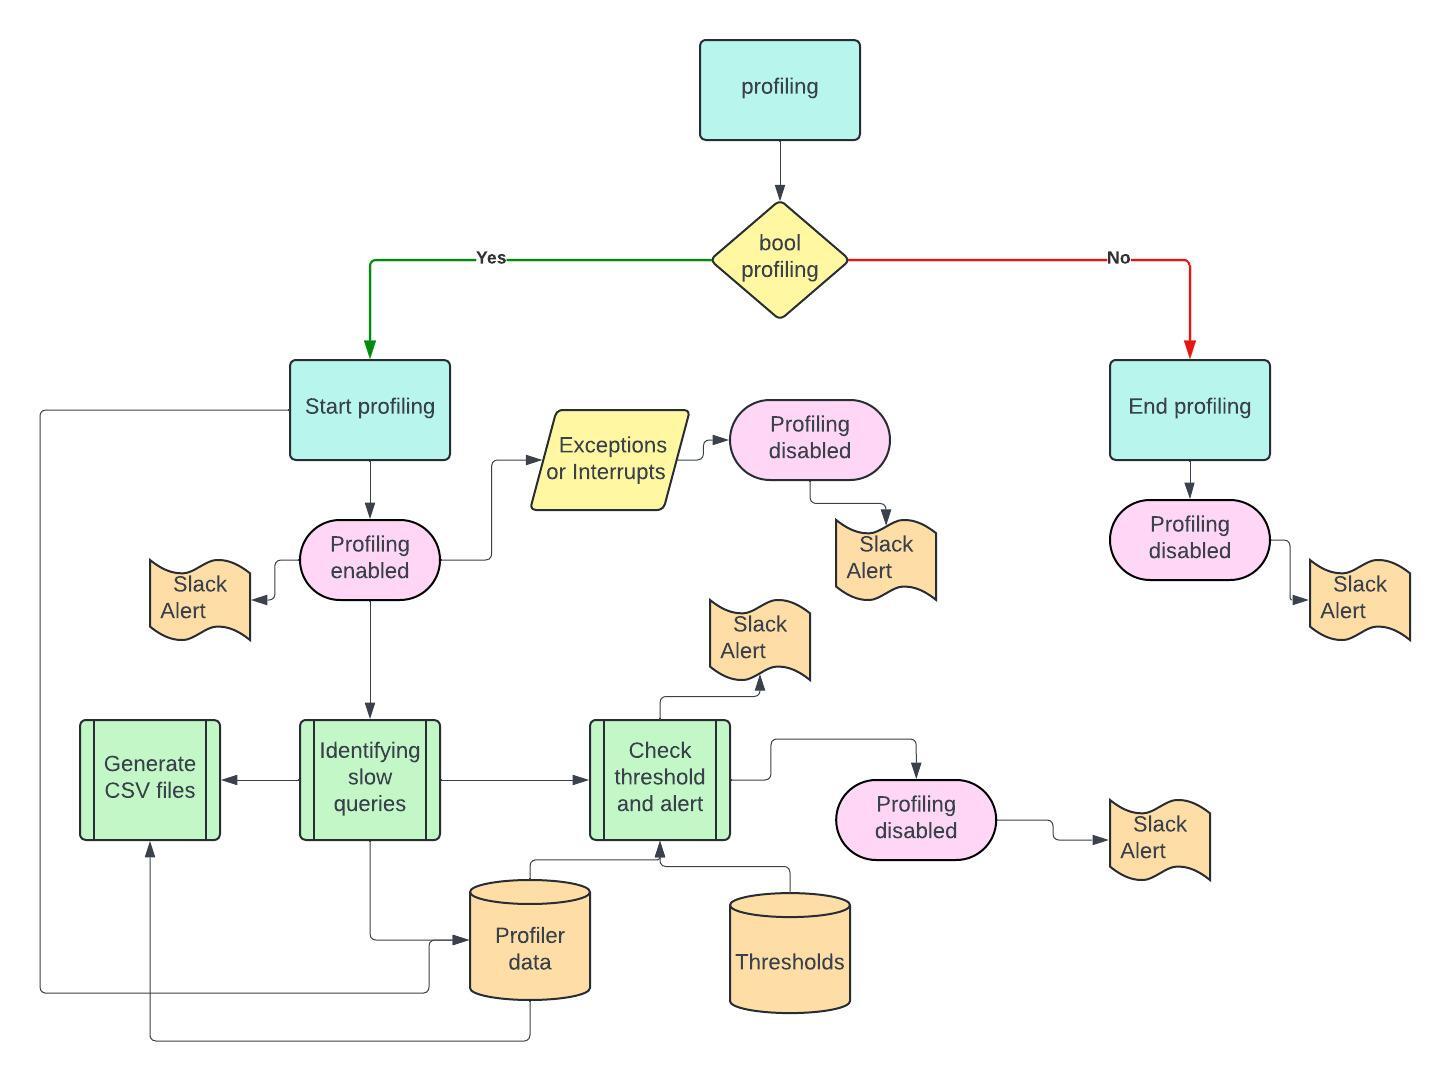 profiling
bool
profiling
Yes
No
Start profiling
End profiling
Exceptions
or Interrupts
Profiling
disabled
Profiling
enabled
Slack
Alert
Slack
Alert
Profiling
disabled
Slack
Alert
Slack
Alert
Generate
CSV files
Identifying
slow
queries
Check
threshold
and alert
Profiling
disabled
Slack
Alert
Profiler
data
Thresholds